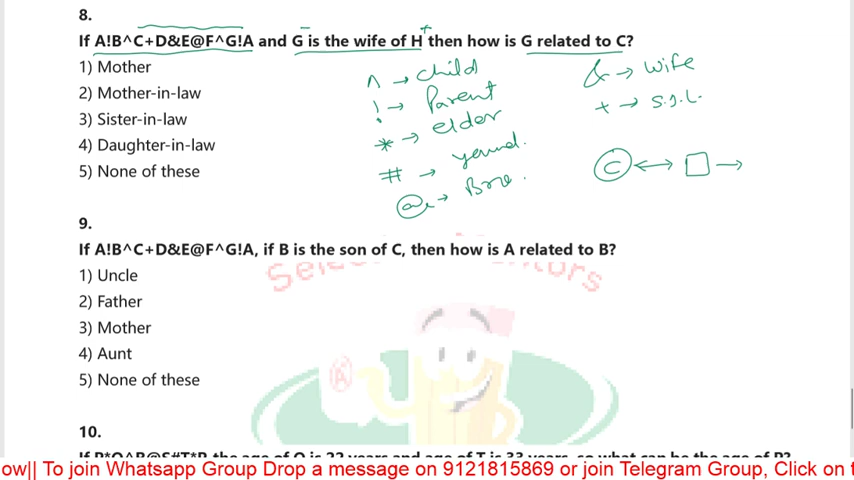 8.
If A!B^C+D&E@F^G!A and G is the wife of H then how is G related to C?
1) Mother
2) Mother-in-law
3) Sister-in-law
4) Daughter-in-law
5) None of these
- +
^ → child
! → Parent
* → elder
# → 
@ → Bro.
& → wife
+ → S.I.L.
C ↔ □ →
9.
If A!B^C+D&E@F^G!A, if B is the son of C, then how is A related to B?
1) Uncle
2) Father
3) Mother
4) Aunt
5) None of these
10.
ow|| To join Whatsapp Group Drop a message on 9121815869 or join Telegram Group, Click on t